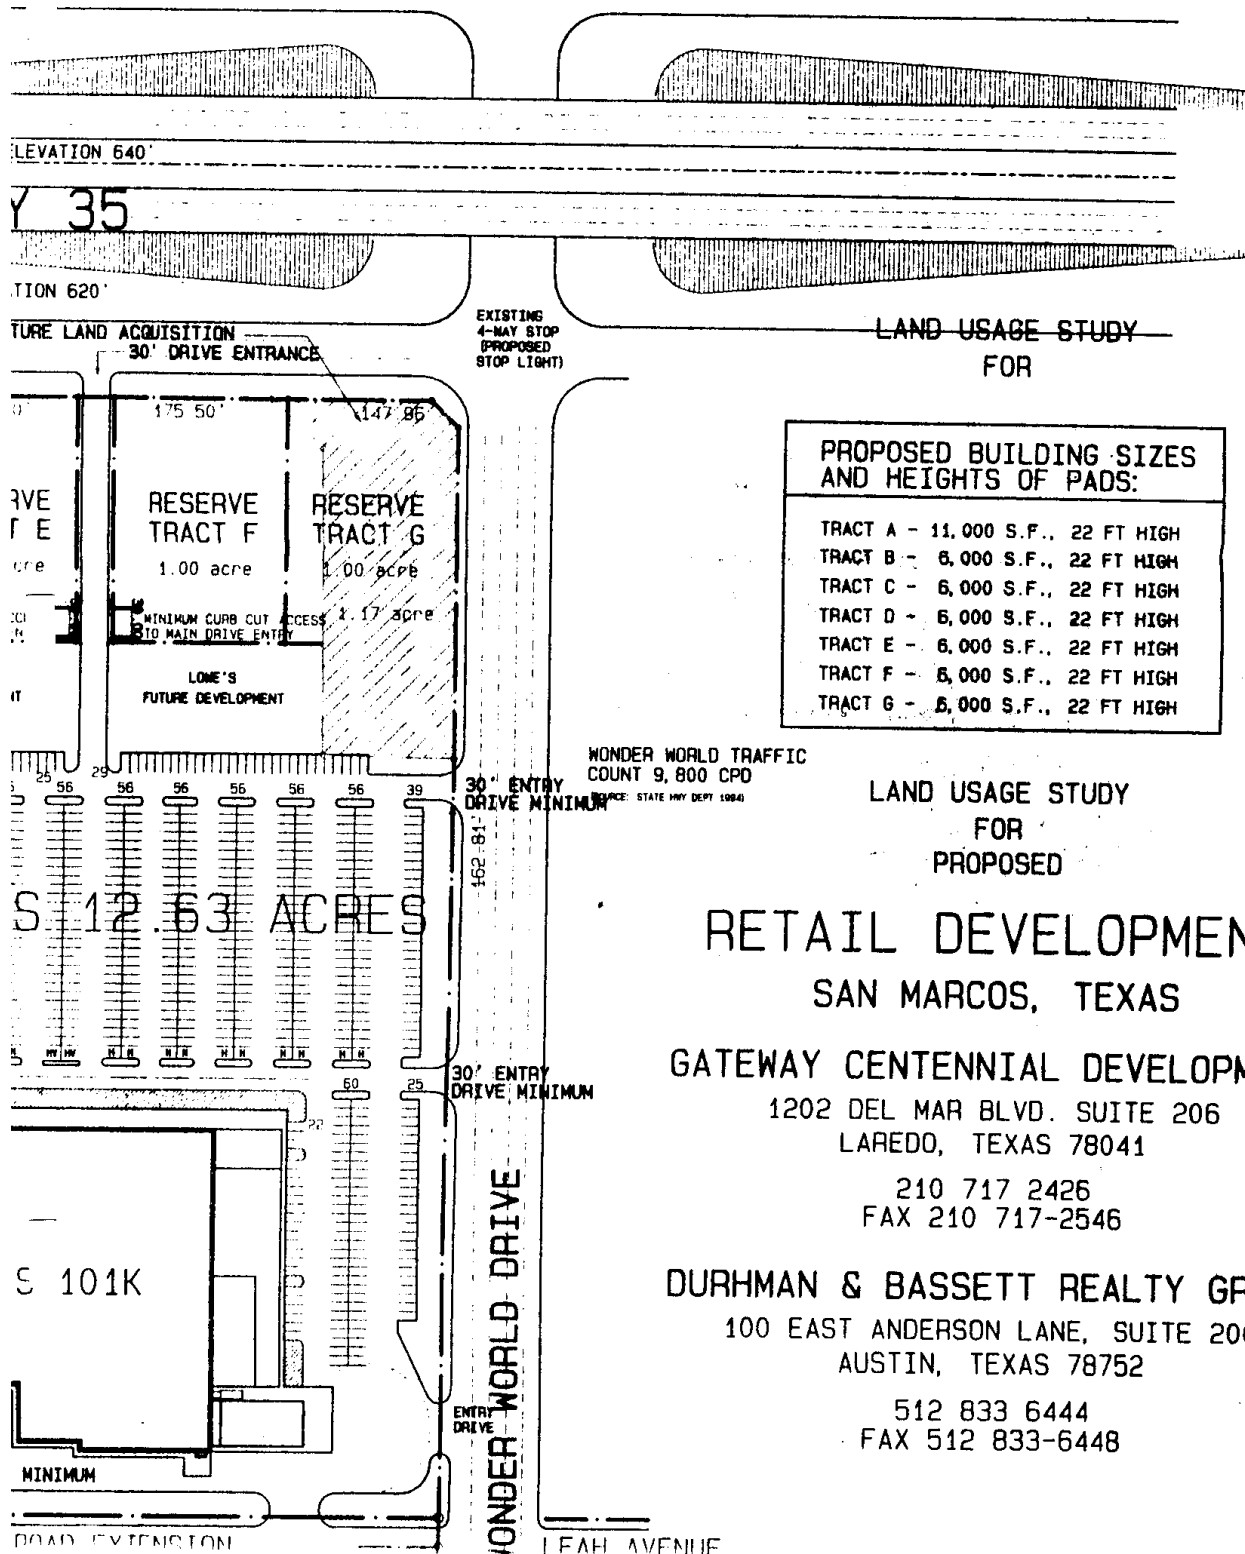 ELEVATION 640'
Y 35
TION 620'
TURE LAND ACQUISITION
30' DRIVE ENTRANCE
EXISTING
4-WAY STOP
(PROPOSED
STOP LIGHT)
LAND USAGE STUDY
FOR
175 50'
147 86'
RVE
T E
RESERVE
TRACT F
1.00 acre
RESERVE
TRACT G
1.00 acre
1.17 acre
MINIMUM CURB CUT ACCESS
TO MAIN DRIVE ENTRY
LOWE'S
FUTURE DEVELOPMENT
PROPOSED BUILDING SIZES
AND HEIGHTS OF PADS:
TRACT A - 11,000 S.F., 22 FT HIGH
TRACT B - 6,000 S.F., 22 FT HIGH
TRACT C - 6,000 S.F., 22 FT HIGH
TRACT D - 6,000 S.F., 22 FT HIGH
TRACT E - 6,000 S.F., 22 FT HIGH
TRACT F - 6,000 S.F., 22 FT HIGH
TRACT G - 6,000 S.F., 22 FT HIGH
WONDER WORLD TRAFFIC
COUNT 9,800 CPD
(SOURCE: STATE HWY DEPT 1994)
25 29
56 56 56 56 56 56 39
30' ENTRY
DRIVE MINIMUM
162.81'
S 12.63 ACRES
LAND USAGE STUDY
FOR
PROPOSED
RETAIL DEVELOPMEN
SAN MARCOS, TEXAS
GATEWAY CENTENNIAL DEVELOPM
1202 DEL MAR BLVD. SUITE 206
LAREDO, TEXAS 78041
210 717 2426
FAX 210 717-2546
30' ENTRY
DRIVE MINIMUM
60 25
22
S 101K
WONDER WORLD DRIVE
DURHMAN & BASSETT REALTY GR
100 EAST ANDERSON LANE, SUITE 20
AUSTIN, TEXAS 78752
512 833 6444
FAX 512 833-6448
ENTRY
DRIVE
MINIMUM
ROAD EXTENSION
LEAH AVENUE